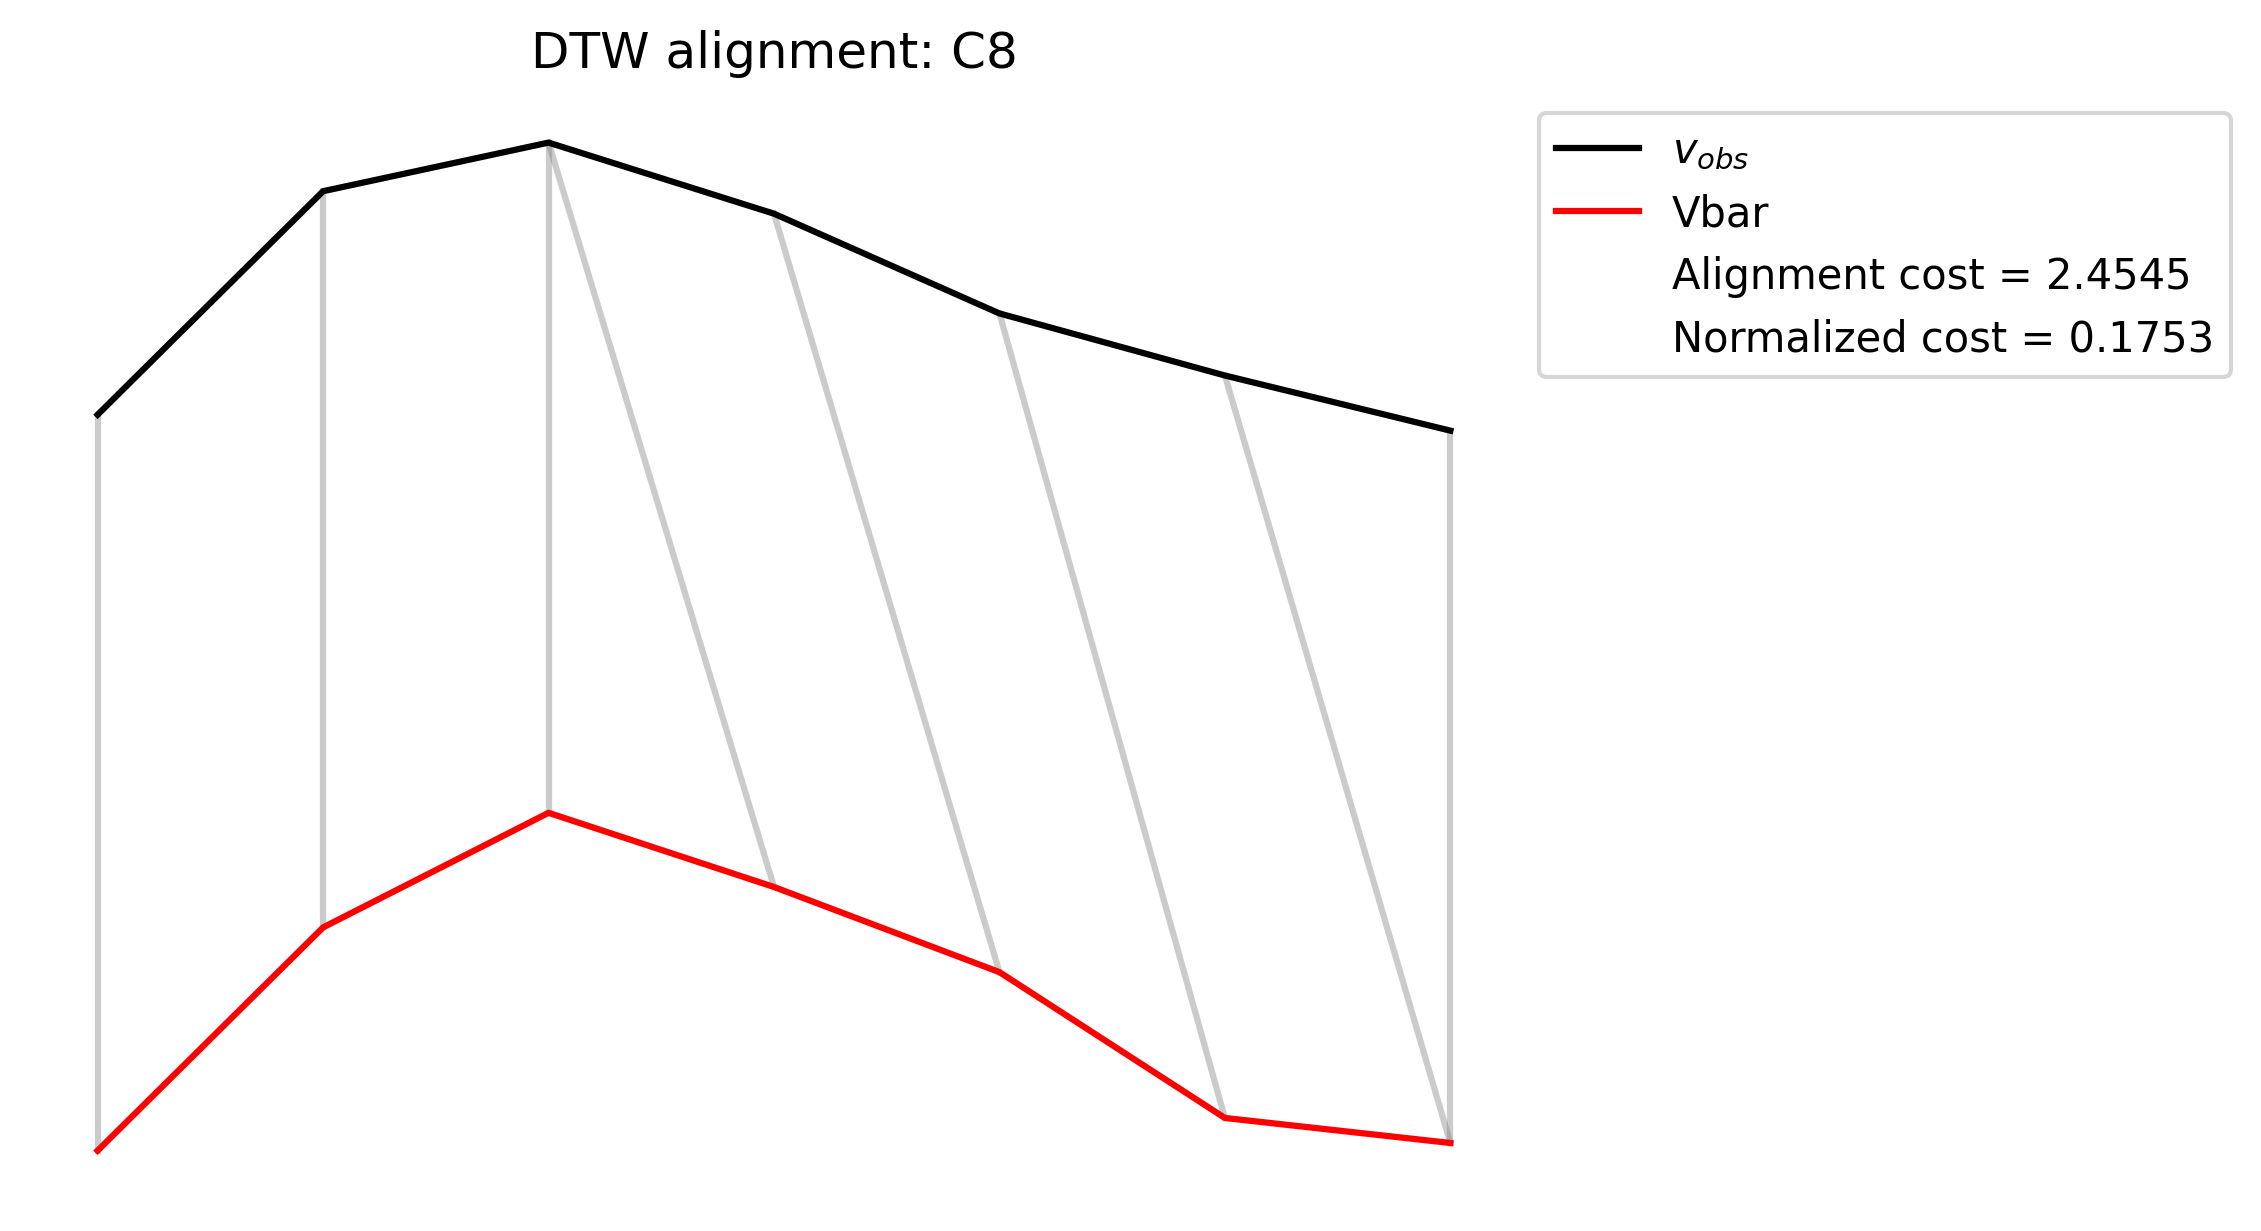 DTW alignment: C8
v_obs
Vbar
Alignment cost = 2.4545
Normalized cost = 0.1753